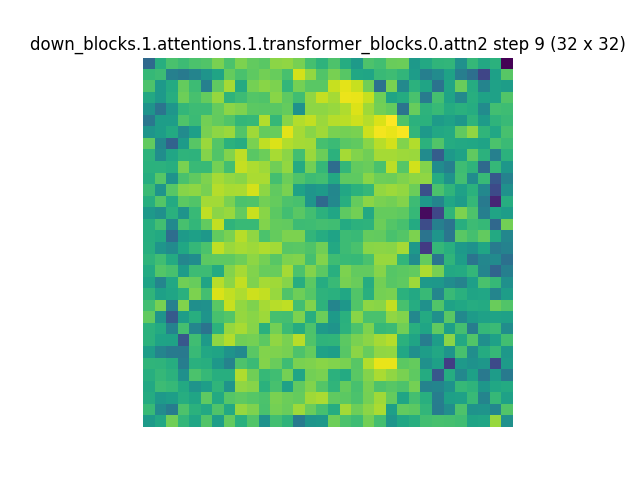 down_blocks.1.attentions.1.transformer_blocks.0.attn2 step 9 (32 x 32)